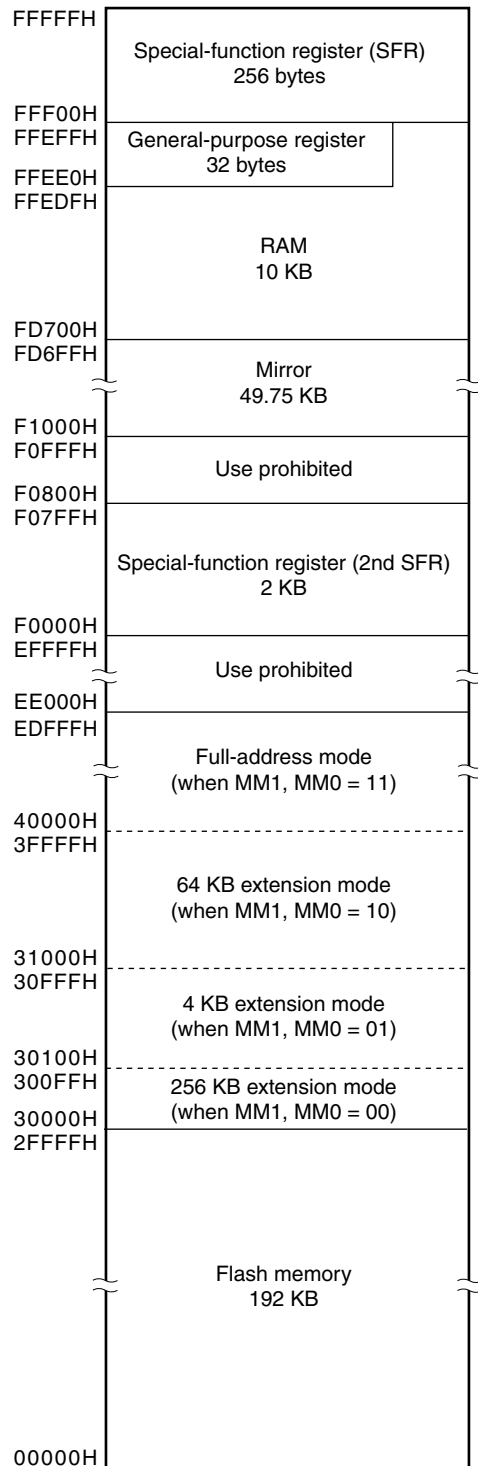 FFFFFH
Special-function register (SFR)
256 bytes
FFF00H
FFEFFH
General-purpose register
32 bytes
FFEE0H
FFEDFH
RAM
10 KB
FD700H
FD6FFH
Mirror
49.75 KB
F1000H
F0FFFH
Use prohibited
F0800H
F07FFH
Special-function register (2nd SFR)
2 KB
F0000H
EFFFFH
Use prohibited
EE000H
EDFFFH
Full-address mode
(when MM1, MM0 = 11)
40000H
3FFFFH
64 KB extension mode
(when MM1, MM0 = 10)
31000H
30FFFH
4 KB extension mode
(when MM1, MM0 = 01)
30100H
300FFH
256 KB extension mode
(when MM1, MM0 = 00)
30000H
2FFFFH
Flash memory
192 KB
00000H